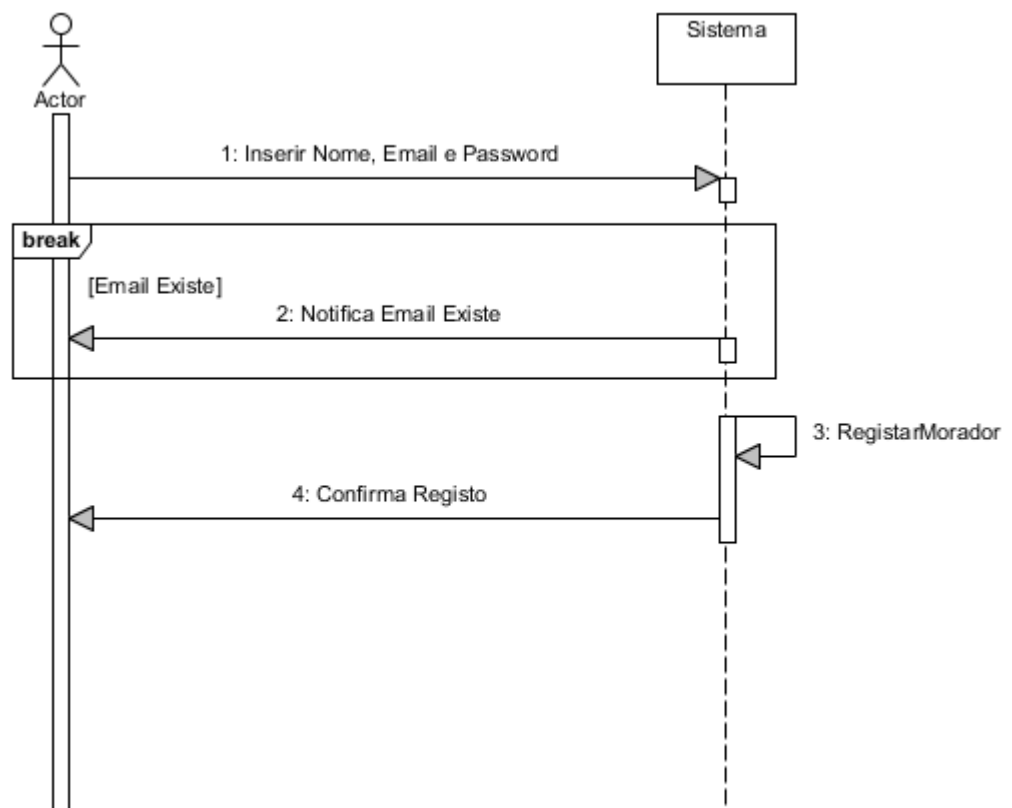 Sistema
Actor
1: Inserir Nome, Email e Password
break
[Email Existe]
2: Notifica Email Existe
3: RegistarMorador
4: Confirma Registo